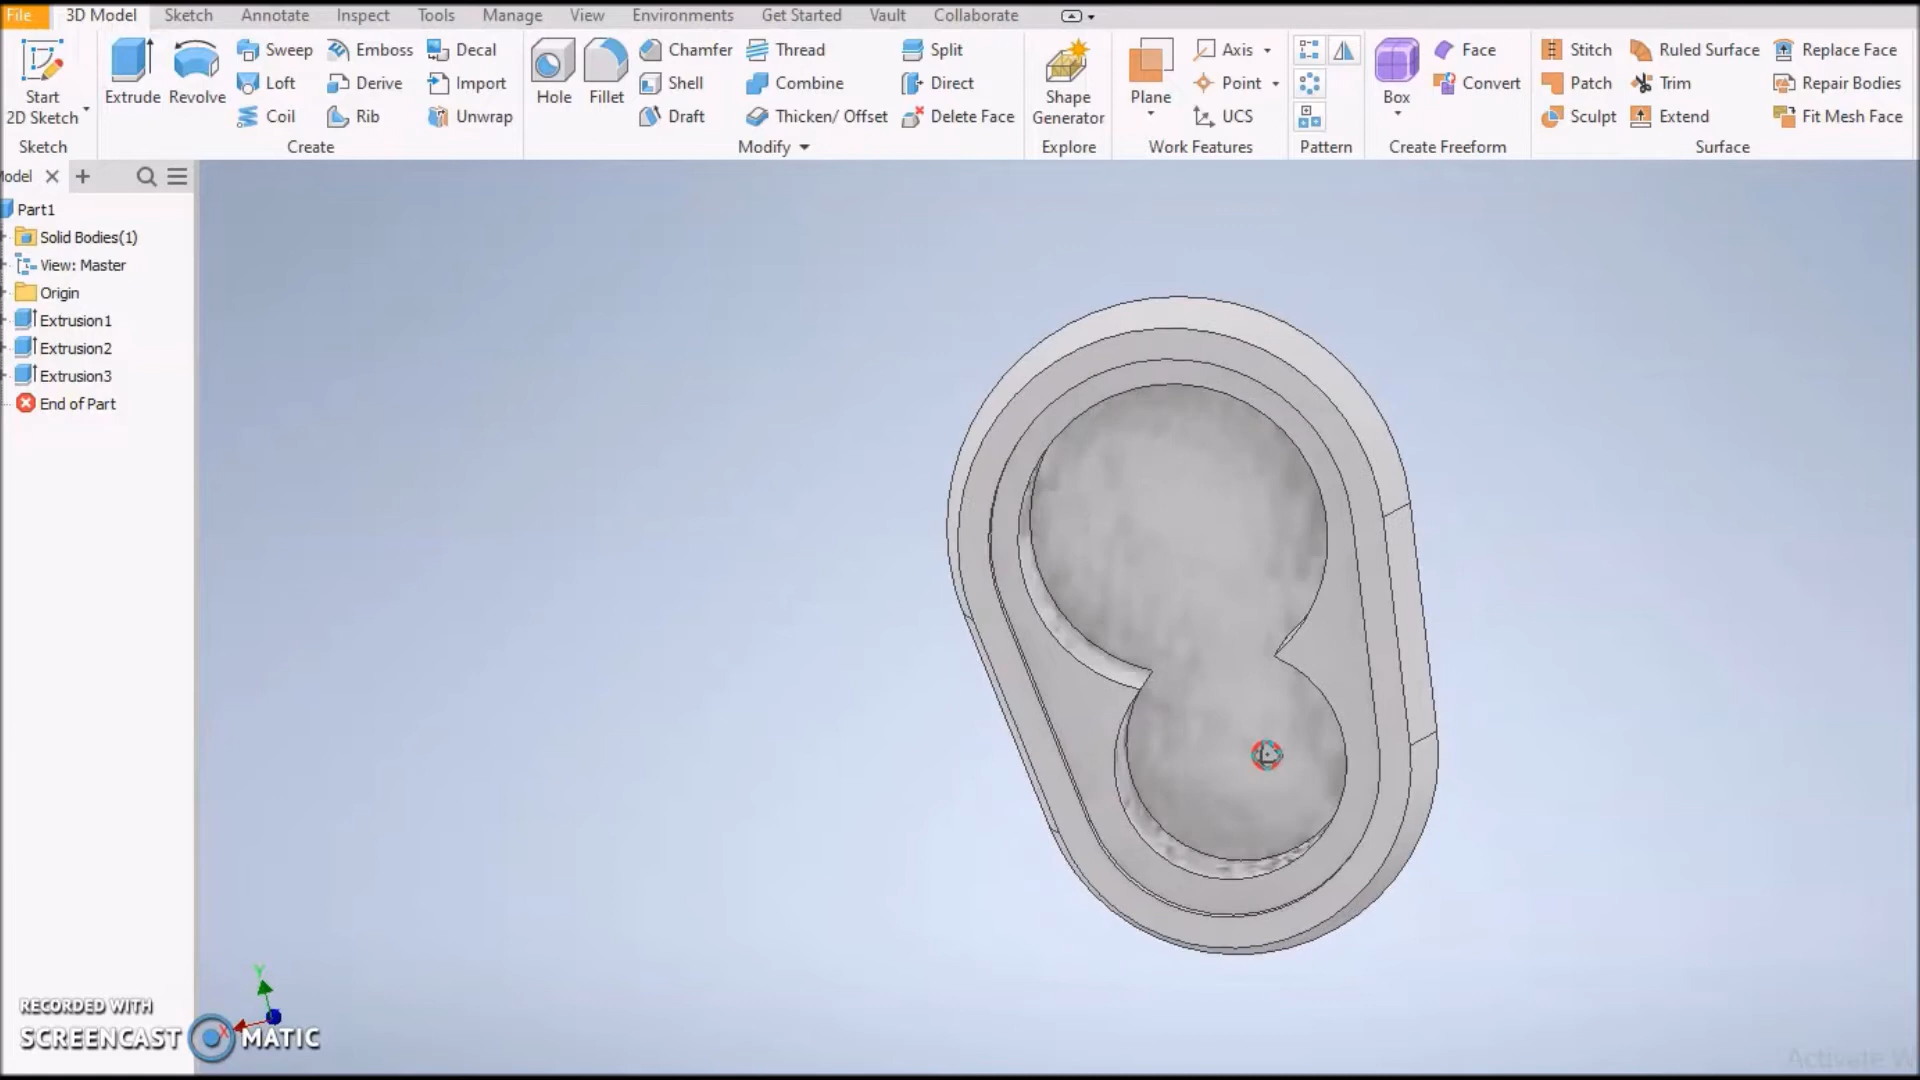 File 3D Model Sketch Annotate Inspect Tools Manage View Environments Get Started Vault Collaborate
Start
2D Sketch
Sketch
Extrude
Revolve
Sweep
Loft
Coil
Emboss
Derive
Rib
Decal
Import
Unwrap
Create
Hole
Fillet
Chamfer
Shell
Draft
Thread
Combine
Thicken/ Offset
Split
Direct
Delete Face
Modify
Shape
Generator
Explore
Plane
Axis
Point
UCS
Work Features
Pattern
Box
Face
Convert
Create Freeform
Stitch
Patch
Sculpt
Ruled Surface
Trim
Extend
Replace Face
Repair Bodies
Fit Mesh Face
Surface
odel
Part1
Solid Bodies(1)
View: Master
Origin
Extrusion1
Extrusion2
Extrusion3
End of Part
Y
X
RECORDED WITH
SCREENCAST MATIC
Activate W